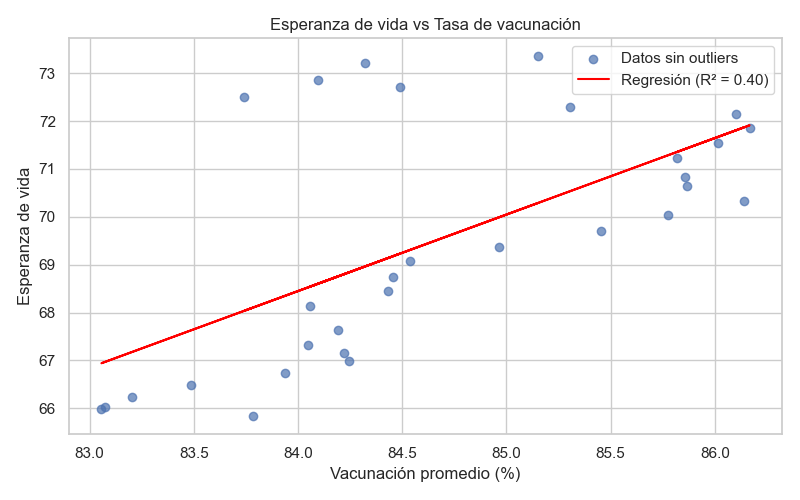 Esperanza de vida vs Tasa de vacunación
Datos sin outliers
Regresión (R² = 0.40)
Esperanza de vida
73
72
71
70
69
68
67
66
83.0 83.5 84.0 84.5 85.0 85.5 86.0
Vacunación promedio (%)